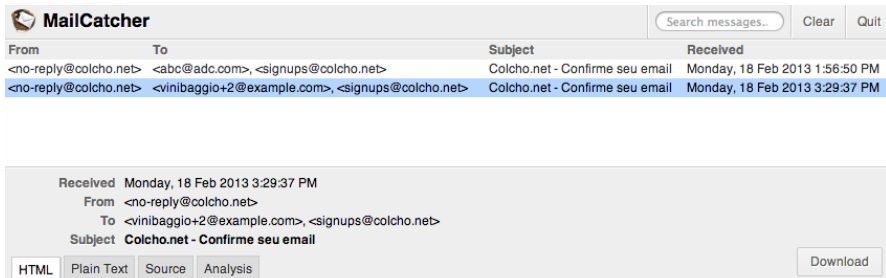 MailCatcher
Search messages..
Clear
Quit
From To Subject Received
<no-reply@colcho.net> <abc@adc.com>, <signups@colcho.net> Colcho.net - Confirme seu email Monday, 18 Feb 2013 1:56:50 PM
<no-reply@colcho.net> <vinibaggio+2@example.com>, <signups@colcho.net> Colcho.net - Confirme seu email Monday, 18 Feb 2013 3:29:37 PM
Received Monday, 18 Feb 2013 3:29:37 PM
From <no-reply@colcho.net>
To <vinibaggio+2@example.com>, <signups@colcho.net>
Subject Colcho.net - Confirme seu email
HTML Plain Text Source Analysis Download